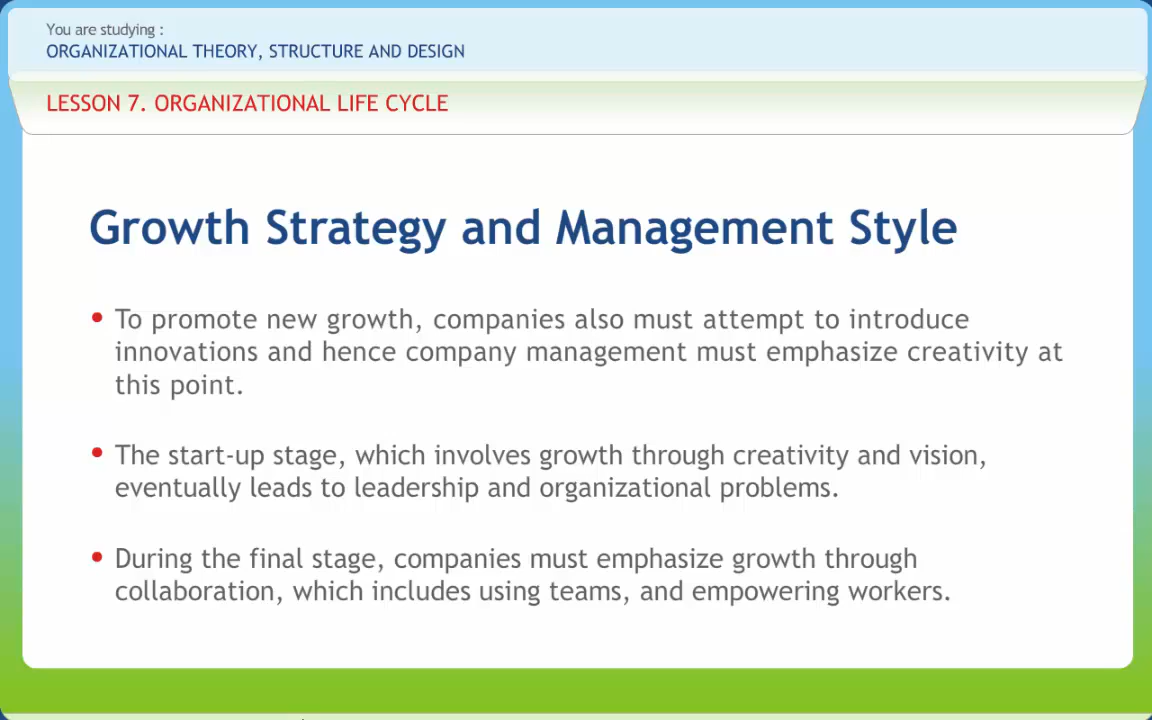 You are studying :
ORGANIZATIONAL THEORY, STRUCTURE AND DESIGN
LESSON 7. ORGANIZATIONAL LIFE CYCLE
Growth Strategy and Management Style
• To promote new growth, companies also must attempt to introduce
innovations and hence company management must emphasize creativity at
this point.
• The start-up stage, which involves growth through creativity and vision,
eventually leads to leadership and organizational problems.
• During the final stage, companies must emphasize growth through
collaboration, which includes using teams, and empowering workers.